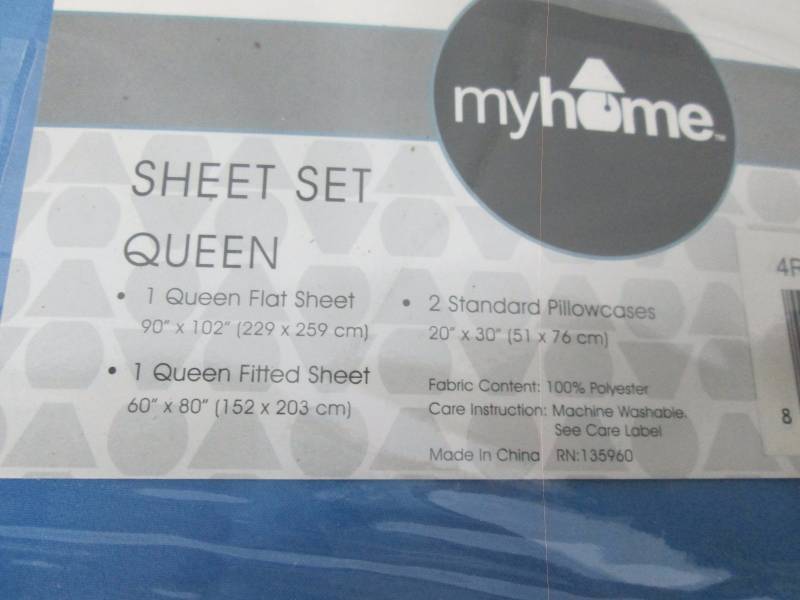 myhome™
SHEET SET
QUEEN
• 1 Queen Flat Sheet
90" x 102" (229 x 259 cm)
• 1 Queen Fitted Sheet
60" x 80" (152 x 203 cm)
• 2 Standard Pillowcases
20" x 30" (51 x 76 cm)
Fabric Content: 100% Polyester
Care Instruction: Machine Washable.
See Care Label
Made In China RN:135960
8